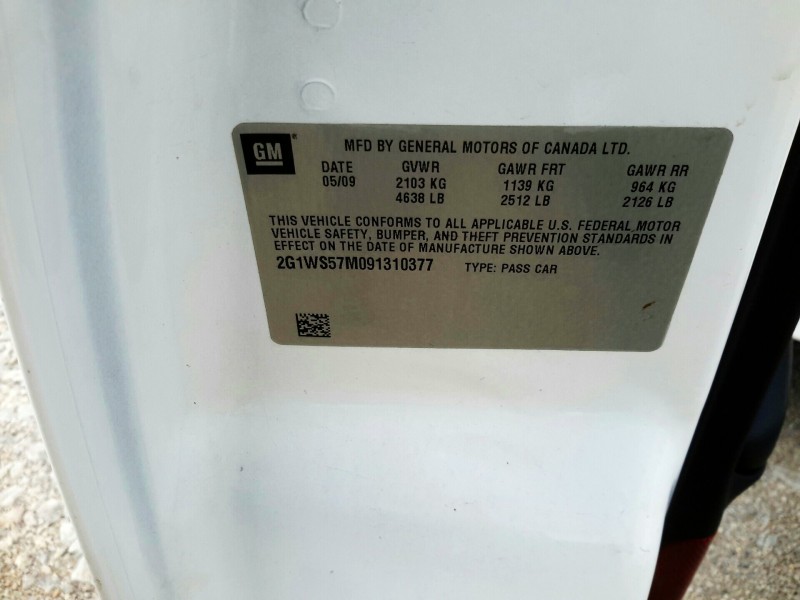 GM®
MFD BY GENERAL MOTORS OF CANADA LTD.
DATE GVWR GAWR FRT GAWR RR
05/09 2103 KG 1139 KG 964 KG
4638 LB 2512 LB 2126 LB
THIS VEHICLE CONFORMS TO ALL APPLICABLE U.S. FEDERAL MOTOR
VEHICLE SAFETY, BUMPER, AND THEFT PREVENTION STANDARDS IN
EFFECT ON THE DATE OF MANUFACTURE SHOWN ABOVE.
2G1WS57M091310377 TYPE: PASS CAR